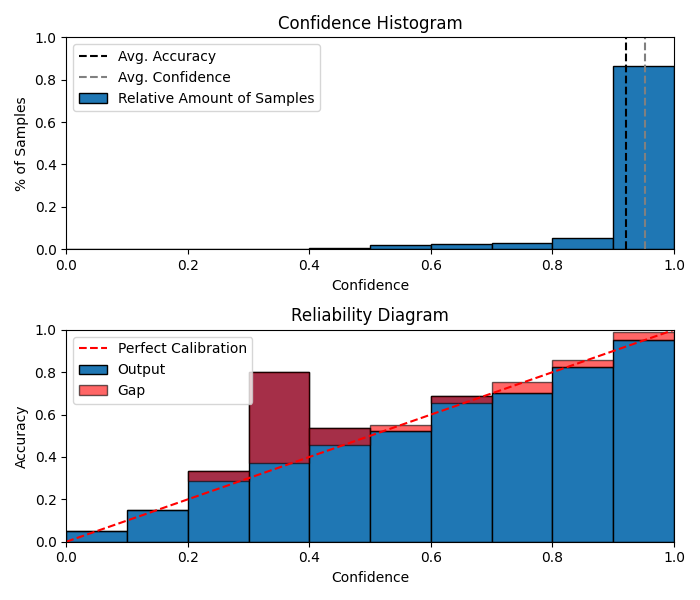 Confidence Histogram
1.0
0.8
0.6
0.4
0.2
0.0
% of Samples
Avg. Accuracy
Avg. Confidence
Relative Amount of Samples
0.0 0.2 0.4 0.6 0.8 1.0
Confidence
Reliability Diagram
1.0
0.8
0.6
0.4
0.2
0.0
Accuracy
Perfect Calibration
Output
Gap
0.0 0.2 0.4 0.6 0.8 1.0
Confidence